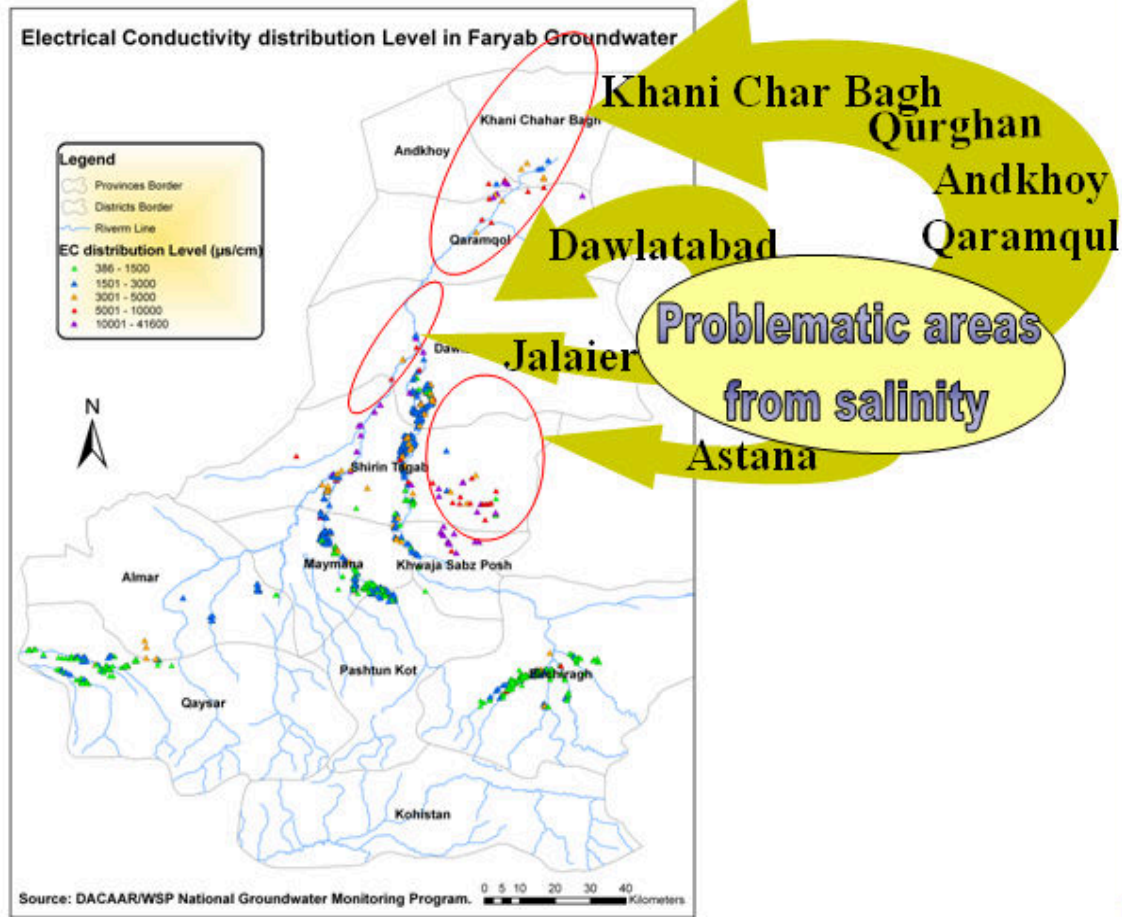 Electrical Conductivity distribution Level in Faryab Groundwater
Khani Char Bagh
Qurghan
Andkhoy
Qaramqul
Dawlatabad
Jalaier
Astana
Problematic areas
from salinity
Legend
Provinces Border
Districts Border
Riverm Line
EC distribution Level (µs/cm)
386 - 1500
1501 - 3000
3001 - 5000
5001 - 10000
10001 - 41600
Khani Chahar Bagh
Andkhoy
Qaramqol
N
Shirin Tagab
Maymana
Khwaja Sabz Posh
Almar
Pashtun Kot
Qaysar
Kohistan
Source: DACAAR/WSP National Groundwater Monitoring Program.
0 5 10 20 30 40
Kilometers